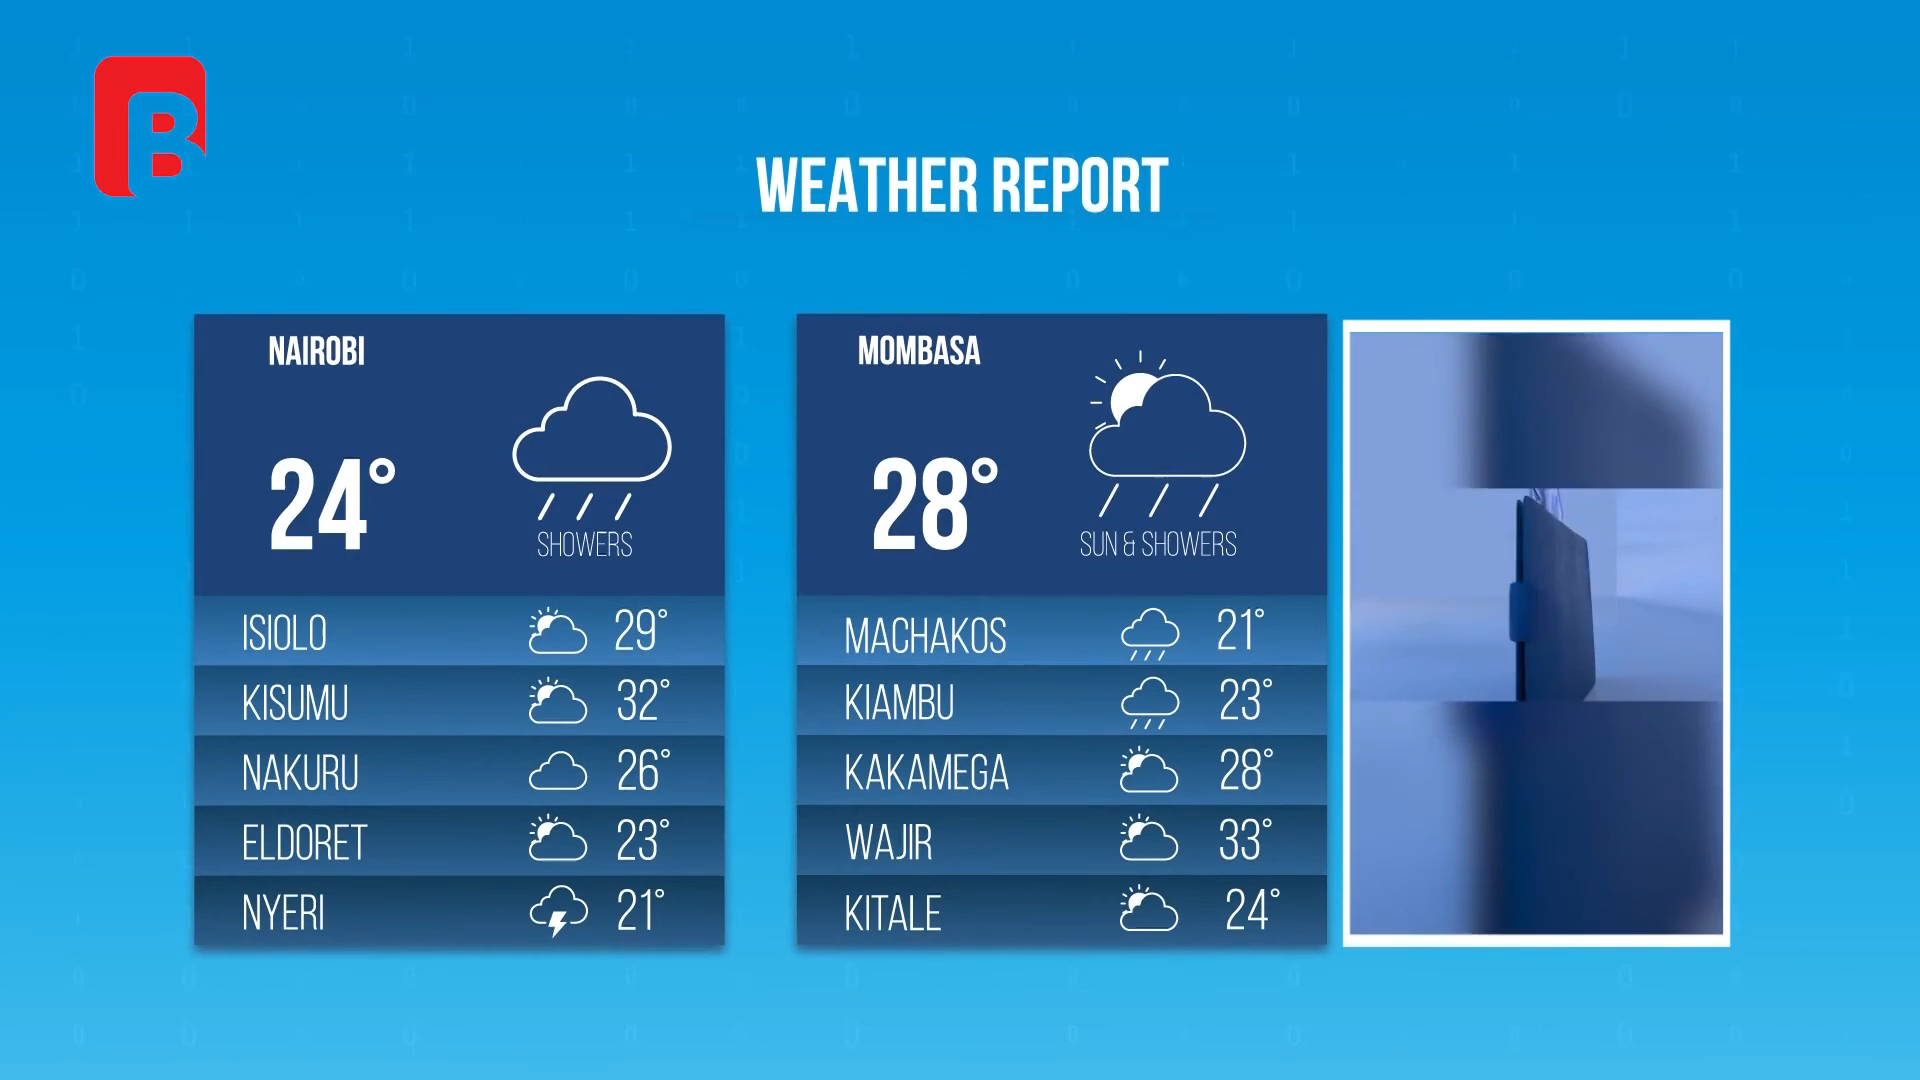 B
WEATHER REPORT
NAIROBI
24°
SHOWERS
ISIOLO 29°
KISUMU 32°
NAKURU 26°
ELDORET 23°
NYERI 21°
MOMBASA
28°
SUN & SHOWERS
MACHAKOS 21°
KIAMBU 23°
KAKAMEGA 28°
WAJIR 33°
KITALE 24°